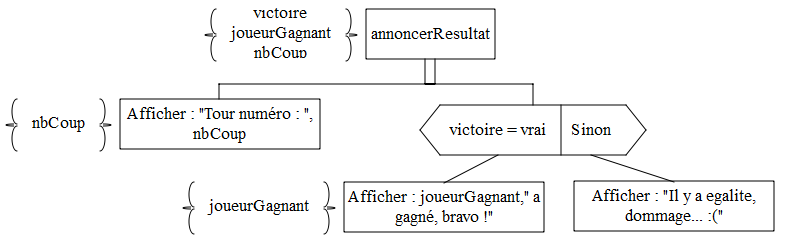 victoire
joueurGagnant
nbCoup
annoncerResultat
nbCoup
Afficher : "Tour numéro : ",
nbCoup
victoire = vrai
Sinon
joueurGagnant
Afficher : joueurGagnant," a
gagné, bravo !"
Afficher : "Il y a egalite,
dommage... :("